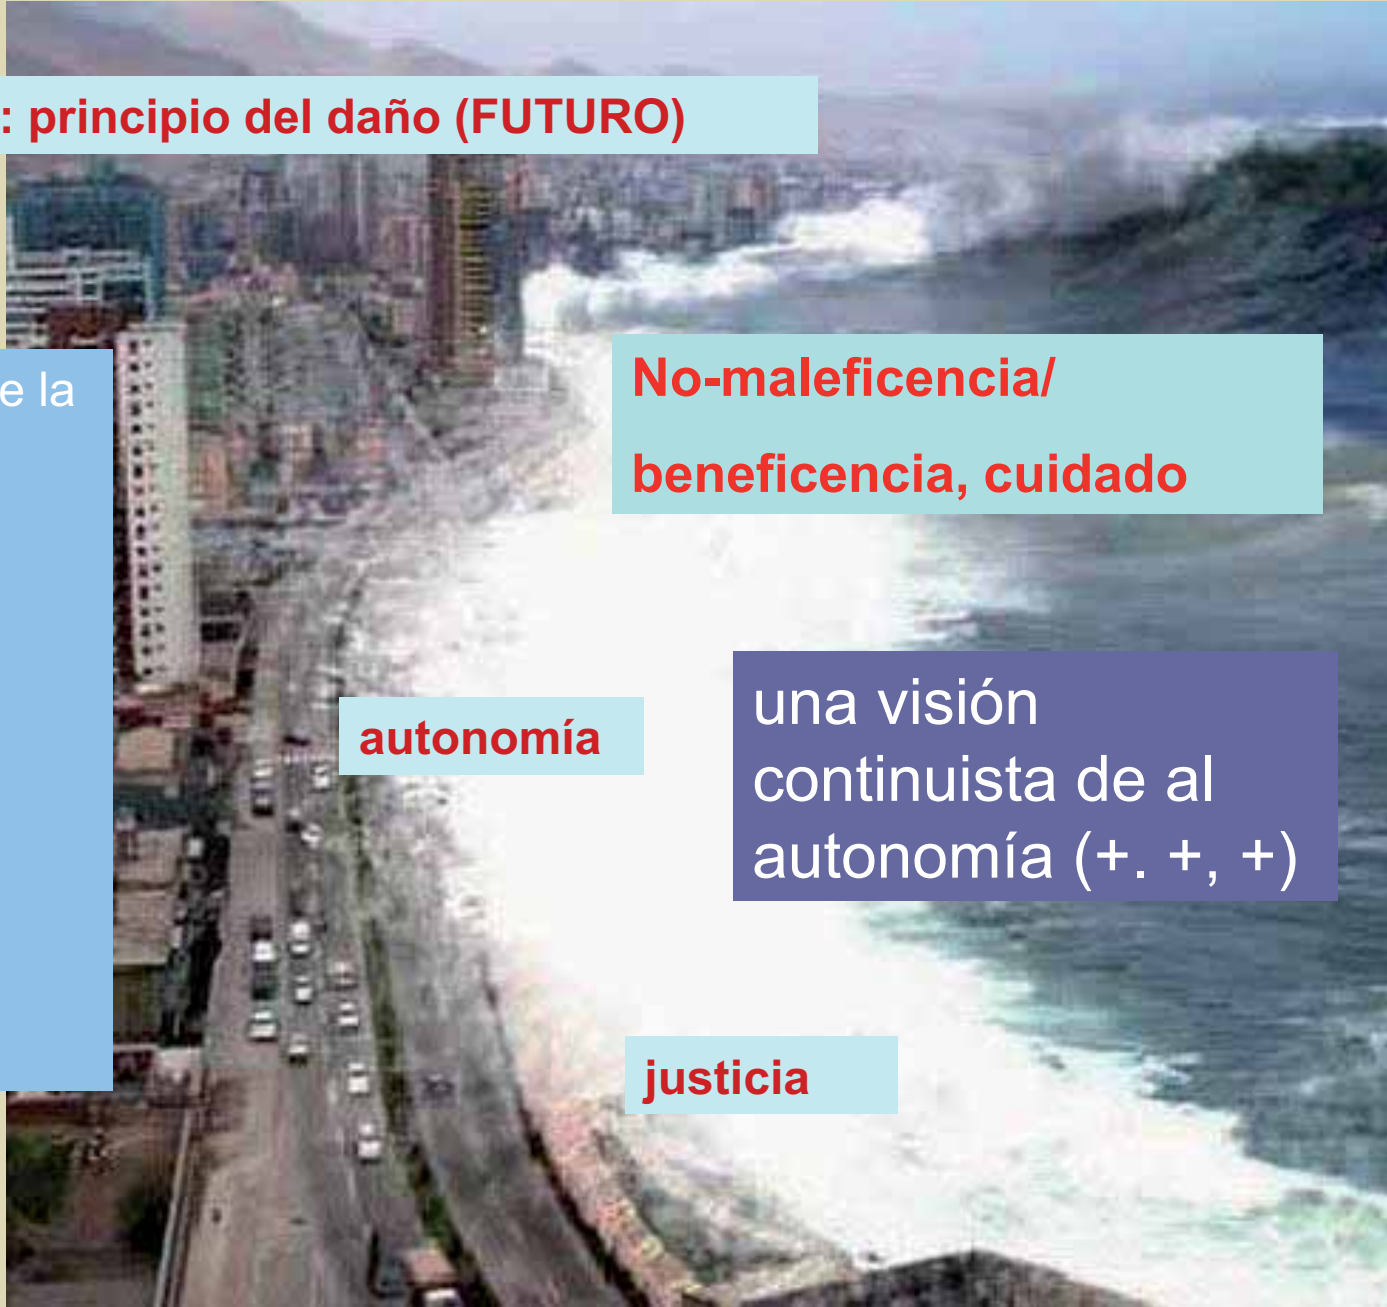 : principio del daño (FUTURO)
e la
No-maleficencia/
beneficencia, cuidado
autonomía
una visión
continuista de al
autonomía (+. +, +)
justicia